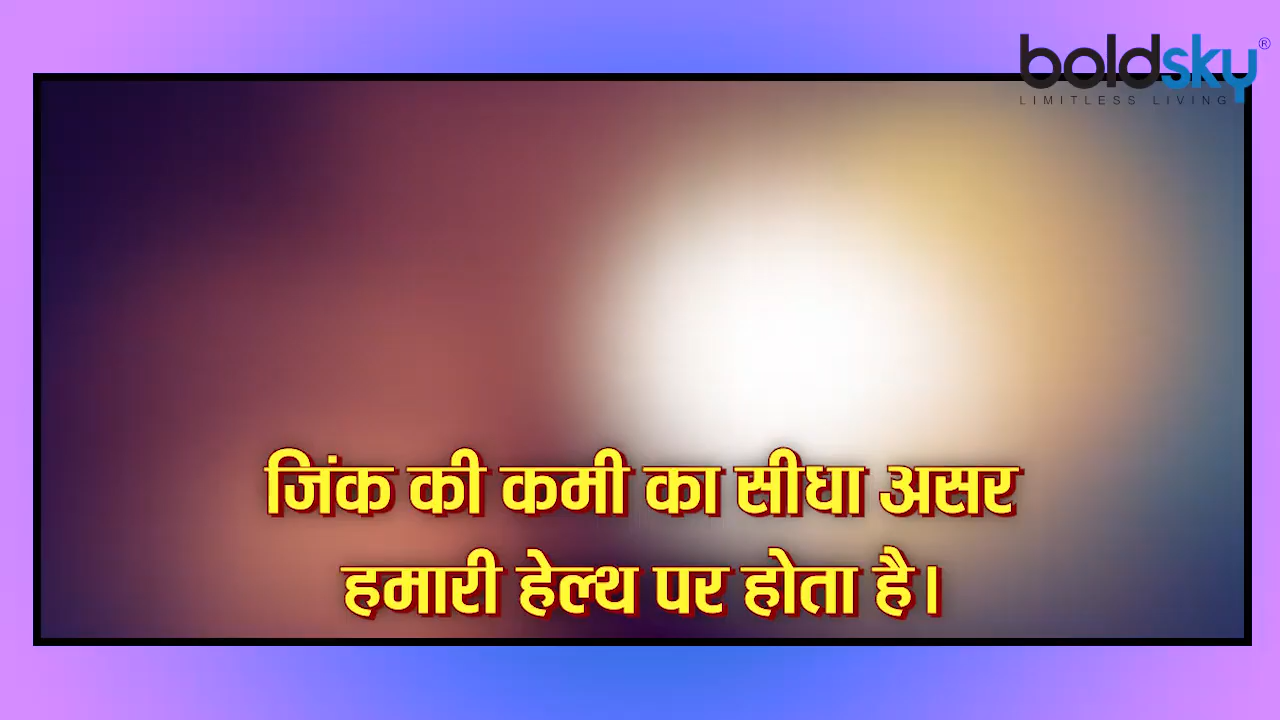 boldsky®
LIMITLESS LIVING
जिंक की कमी का सीधा असर
हमारी हेल्थ पर होता है।